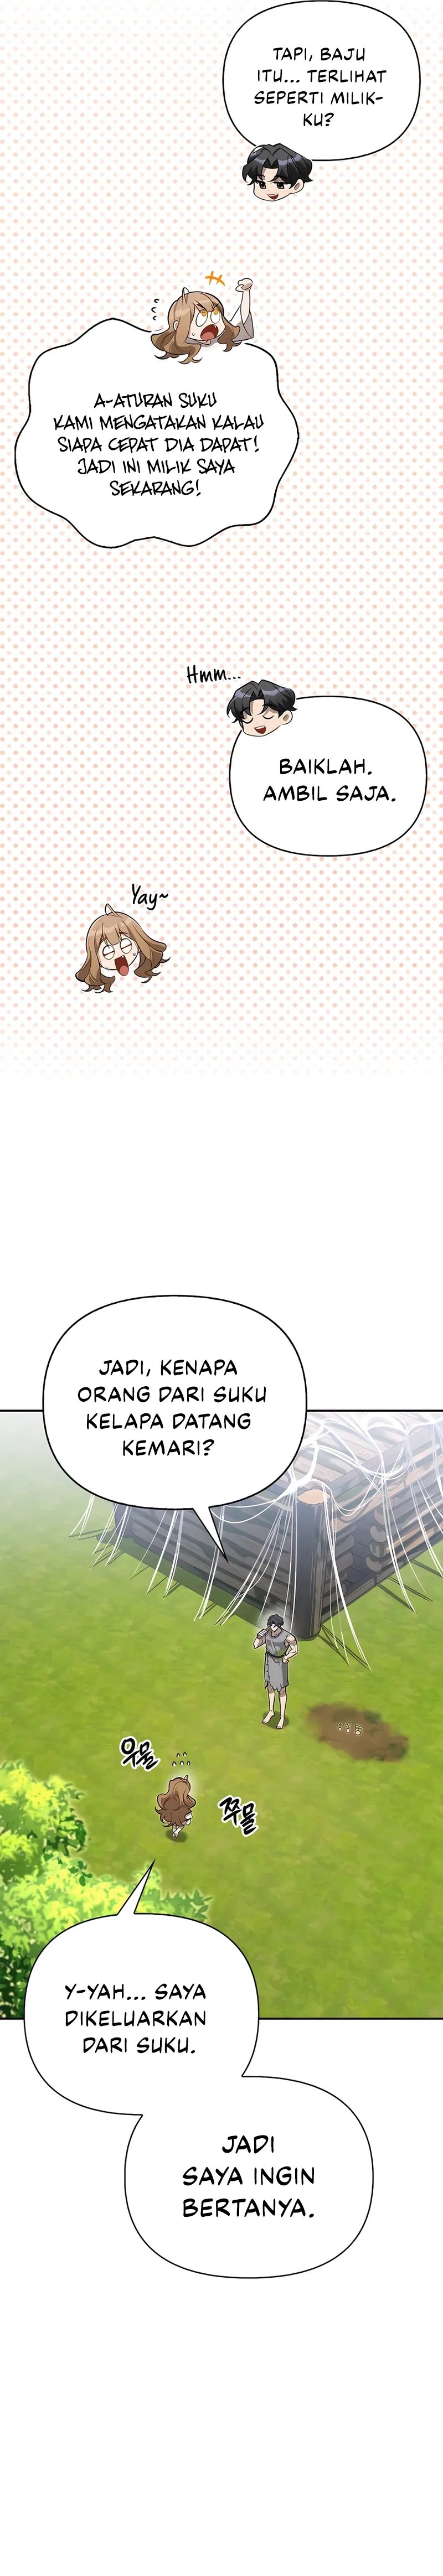 TAPI, BAJU
ITU... TERLIHAT
SEPERTI MILIK-
KU?
A-ATURAN SUKU
KAMI MENGATAKAN KALAU
SIAPA CEPAT DIA DAPAT!
JADI INI MILIK SAYA
SEKARANG!
Hmm...
BAIKLAH.
AMBIL SAJA.
Yay~
JADI, KENAPA
ORANG DARI SUKU
KELAPA DATANG
KEMARI?
우물
쭈물
Y-YAH... SAYA
DIKELUARKAN
DARI SUKU.
JADI
SAYA INGIN
BERTANYA.